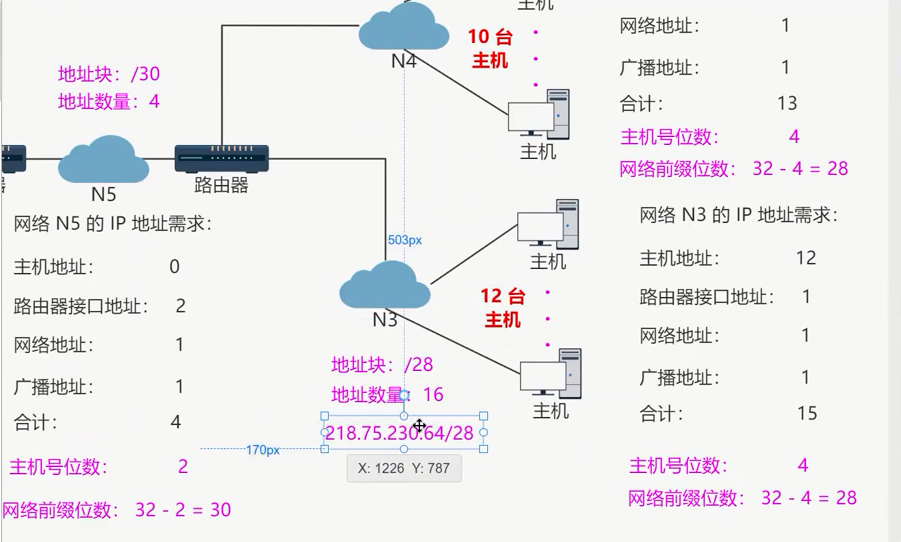 主机
10 台
主机
N4
主机
地址块：/30
地址数量：4
N5
路由器
网络 N5 的 IP 地址需求：
主机地址： 0
路由器接口地址： 2
网络地址： 1
广播地址： 1
合计： 4
主机号位数： 2
网络前缀位数： 32 - 2 = 30
503px
N3
主机
12 台
主机
主机
地址块：/28
地址数量：16
218.75.230.64/28
170px
X: 1226 Y: 787
网络地址： 1
广播地址： 1
合计： 13
主机号位数： 4
网络前缀位数： 32 - 4 = 28
网络 N3 的 IP 地址需求：
主机地址： 12
路由器接口地址： 1
网络地址： 1
广播地址： 1
合计： 15
主机号位数： 4
网络前缀位数： 32 - 4 = 28